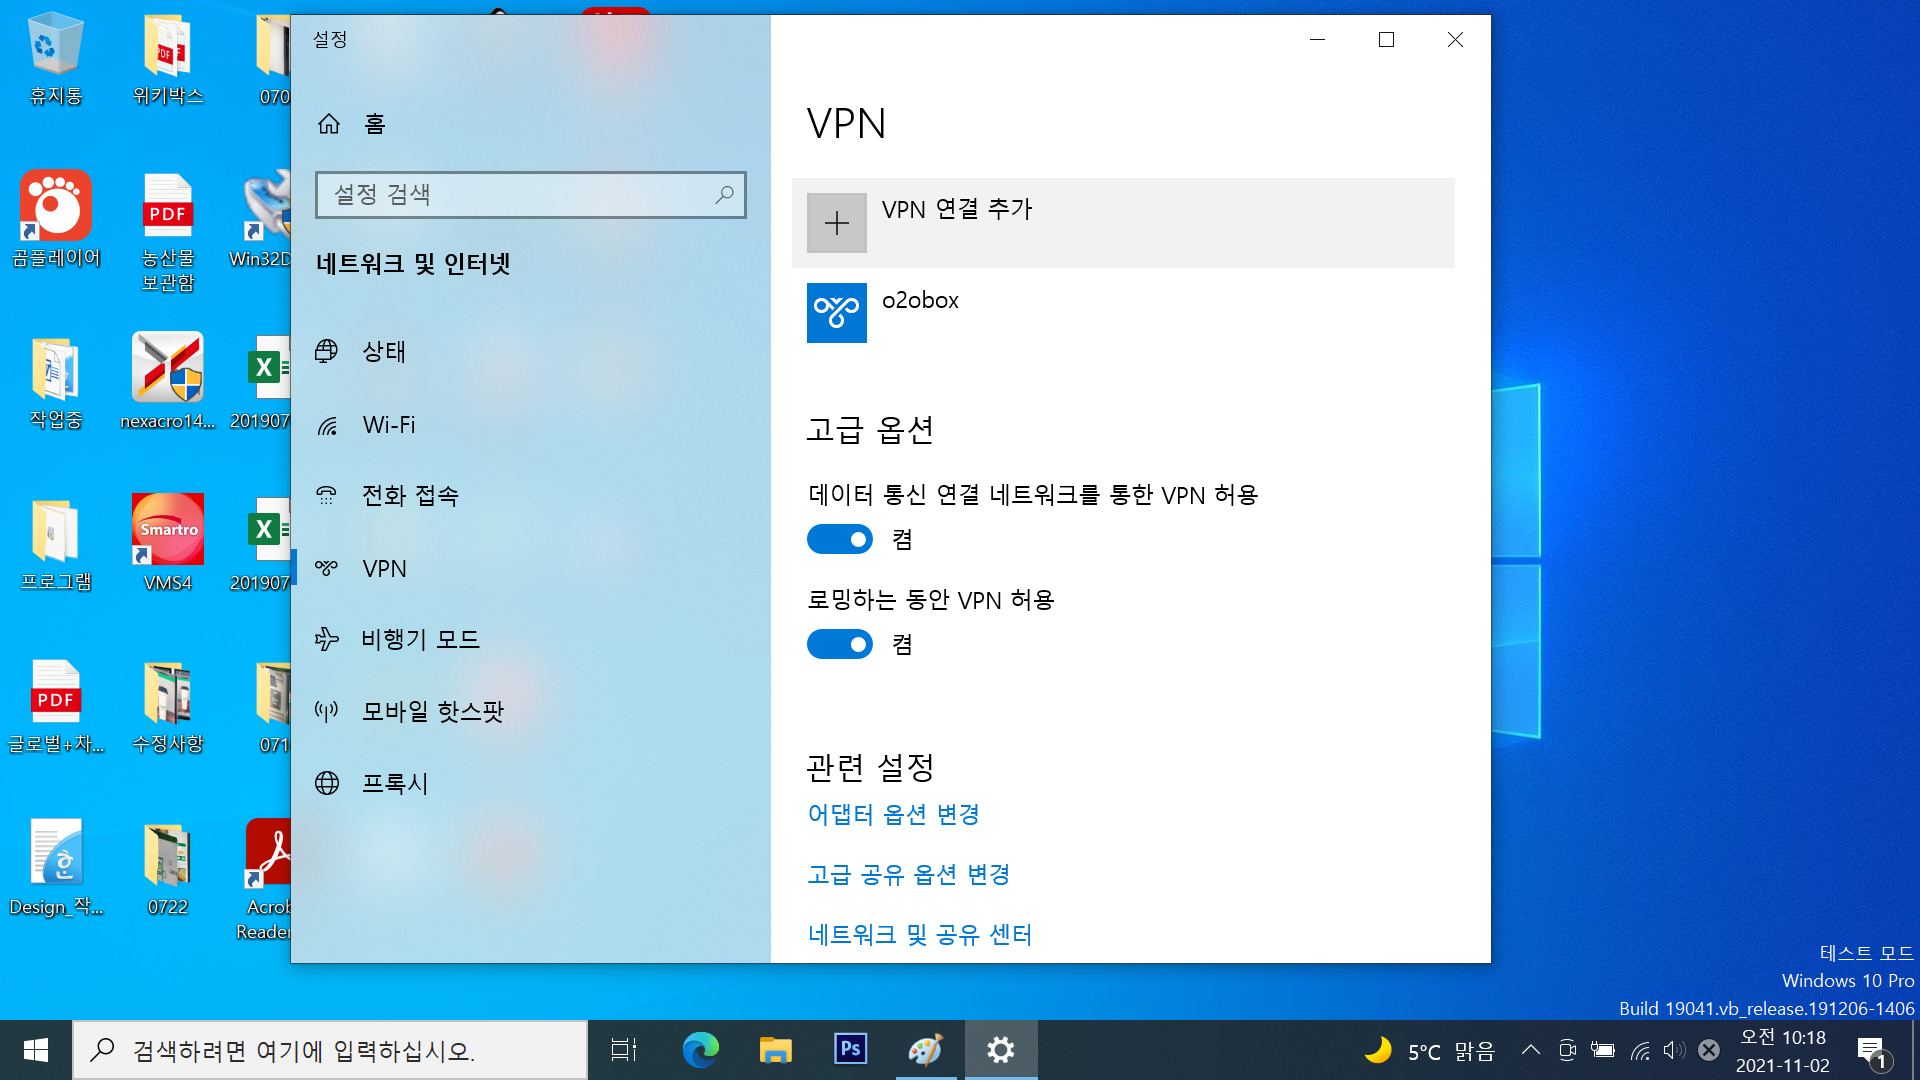 설정
홈
설정 검색
네트워크 및 인터넷
상태
Wi-Fi
전화 접속
VPN
비행기 모드
모바일 핫스팟
프록시
VPN
VPN 연결 추가
o2obox
고급 옵션
데이터 통신 연결 네트워크를 통한 VPN 허용
켬
로밍하는 동안 VPN 허용
켬
관련 설정
어댑터 옵션 변경
고급 공유 옵션 변경
네트워크 및 공유 센터
휴지통
위키박스
070
곰플레이어
PDF
농산물
보관함
Win32D
작업중
nexacro14...
201907
프로그램
Smartro
VMS4
201907
PDF
글로벌+차...
수정사항
071
Design_작...
0722
Acrob
Reader
테스트 모드
Windows 10 Pro
Build 19041.vb_release.191206-1406
검색하려면 여기에 입력하십시오.
Ps
5°C 맑음
오전 10:18
2021-11-02
1